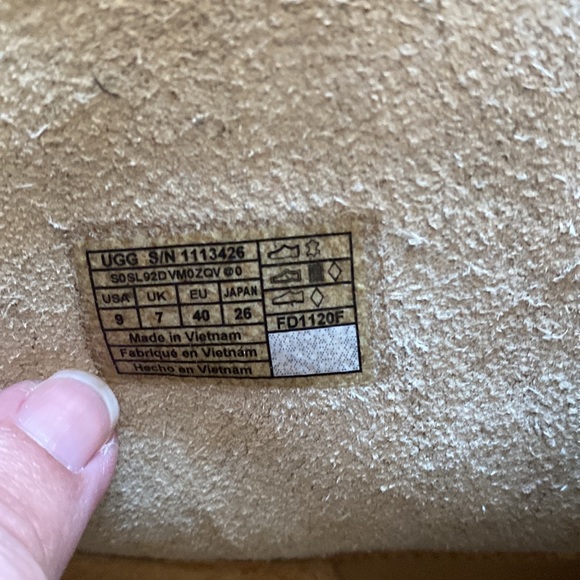 UGG S/N 1113426
S0SL92DVM0ZQV@0
USA UK EU JAPAN
9 7 40 26
FD1120F
Made in Vietnam
Fabriqué en Vietnam
Hecho en Vietnam